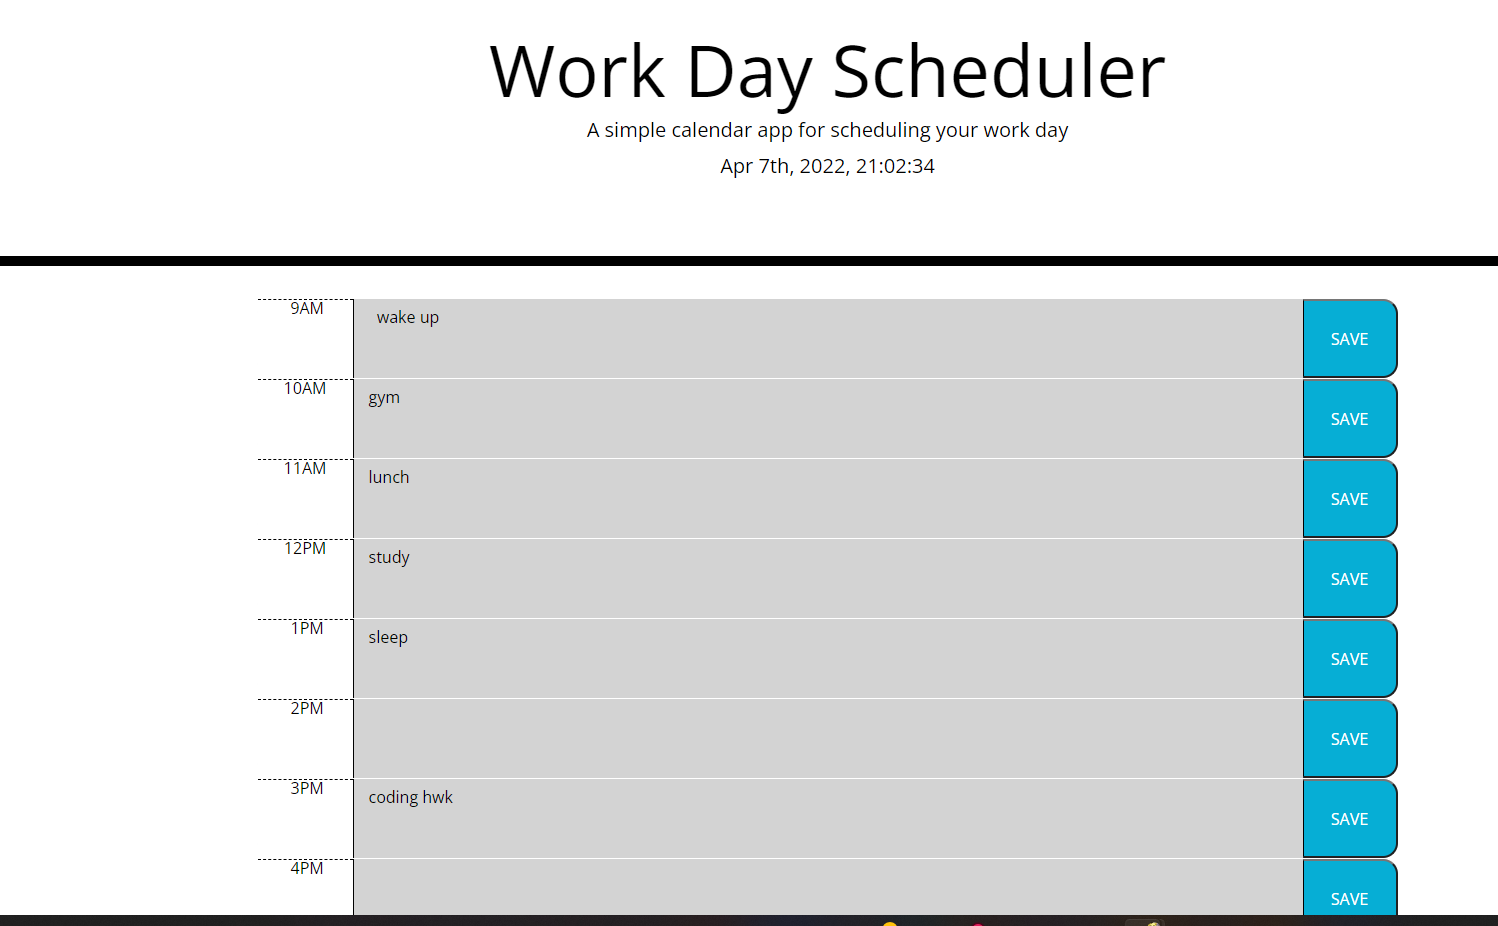 Work Day Scheduler
A simple calendar app for scheduling your work day
Apr 7th, 2022, 21:02:34
9AM wake up SAVE
10AM gym SAVE
11AM lunch SAVE
12PM study SAVE
1PM sleep SAVE
2PM SAVE
3PM coding hwk SAVE
4PM SAVE